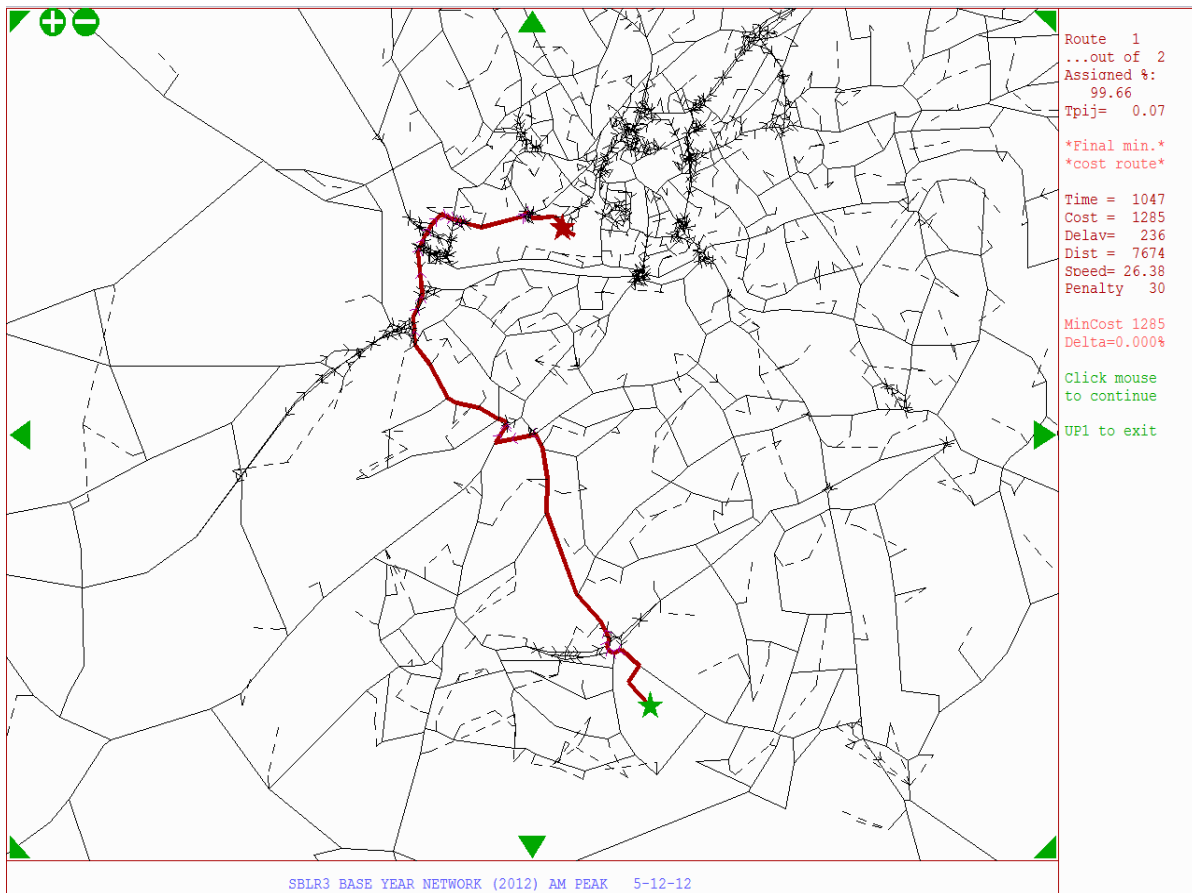 Route 1
...out of 2
Assigned %:
99.66
Tpij= 0.07
*Final min.*
*cost route*
Time = 1047
Cost = 1285
Delay= 236
Dist = 7674
Speed= 26.38
Penalty 30
MinCost 1285
Delta=0.000%
Click mouse
to continue
UP1 to exit
SBLR3 BASE YEAR NETWORK (2012) AM PEAK 5-12-12